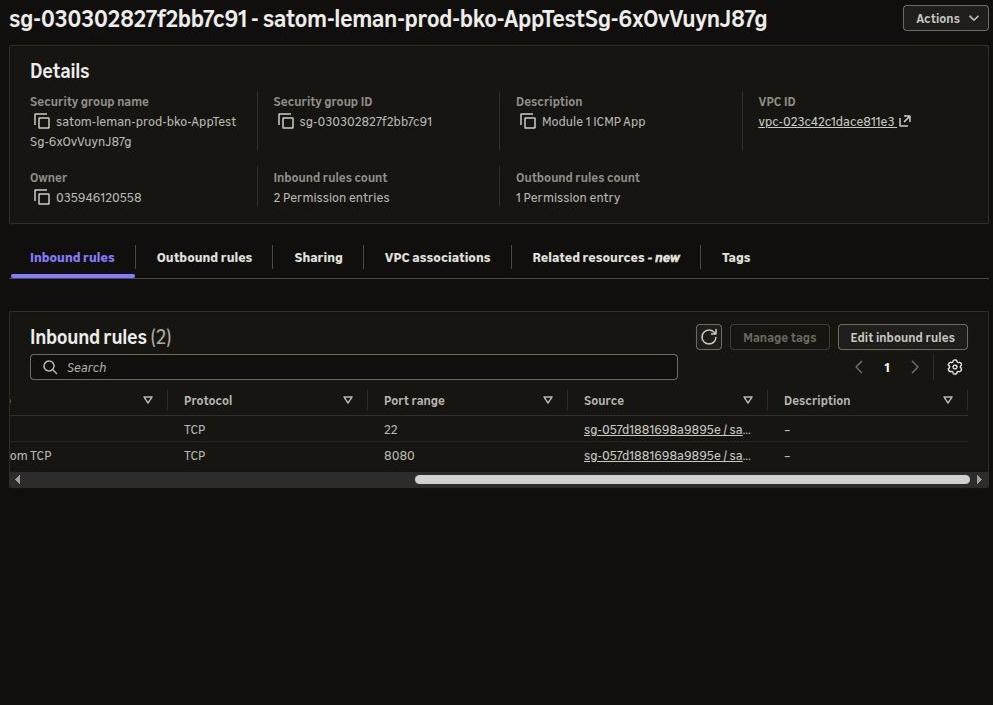 sg-030302827f2bb7c91 - satom-leman-prod-bko-AppTestSg-6xOvVuynJ87g
Actions
Details
Security group name
satom-leman-prod-bko-AppTest
Sg-6xOvVuynJ87g
Security group ID
sg-030302827f2bb7c91
Description
Module 1 ICMP App
VPC ID
vpc-023c42c1dace811e3
Owner
035946120558
Inbound rules count
2 Permission entries
Outbound rules count
1 Permission entry
Inbound rules
Outbound rules
Sharing
VPC associations
Related resources - new
Tags
Inbound rules (2)
Manage tags
Edit inbound rules
Search
1
Protocol Port range Source Description
TCP 22 sg-057d1881698a9895e / sa... –
om TCP TCP 8080 sg-057d1881698a9895e / sa... –